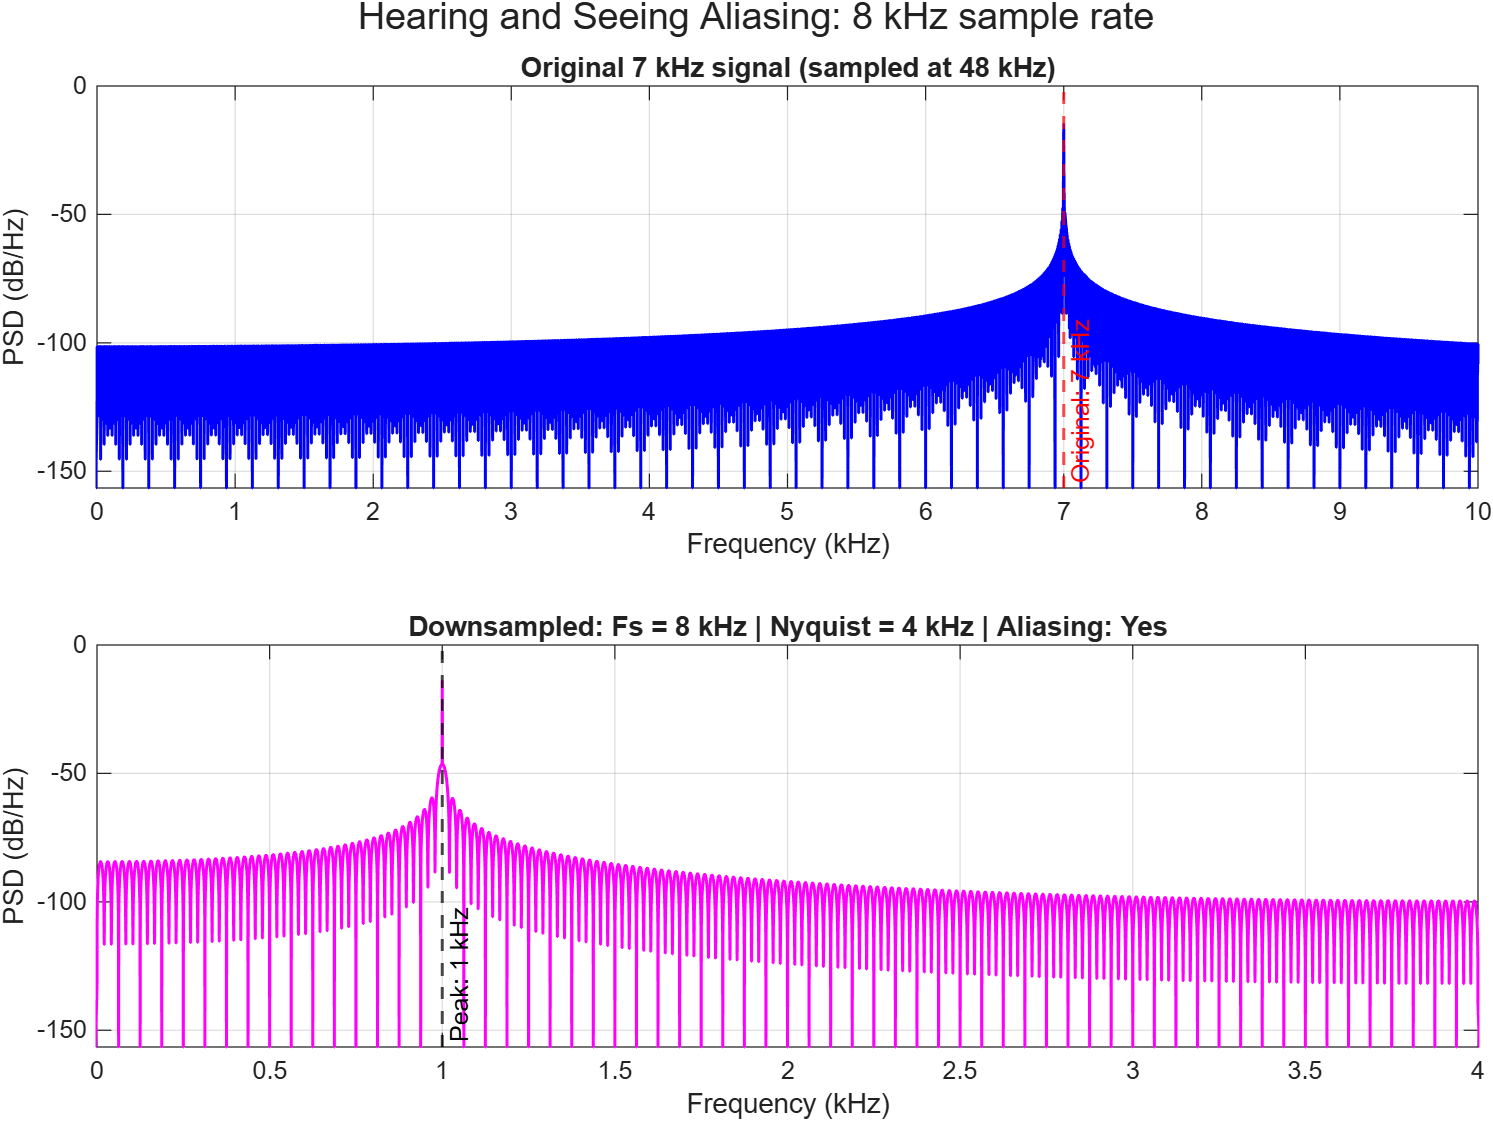 Hearing and Seeing Aliasing: 8 kHz sample rate
Original 7 kHz signal (sampled at 48 kHz)
0
-50
-100
-150
PSD (dB/Hz)
Original: 7 kHz
0 1 2 3 4 5 6 7 8 9 10
Frequency (kHz)
Downsampled: Fs = 8 kHz | Nyquist = 4 kHz | Aliasing: Yes
0
-50
-100
-150
PSD (dB/Hz)
Peak: 1 kHz
0 0.5 1 1.5 2 2.5 3 3.5 4
Frequency (kHz)